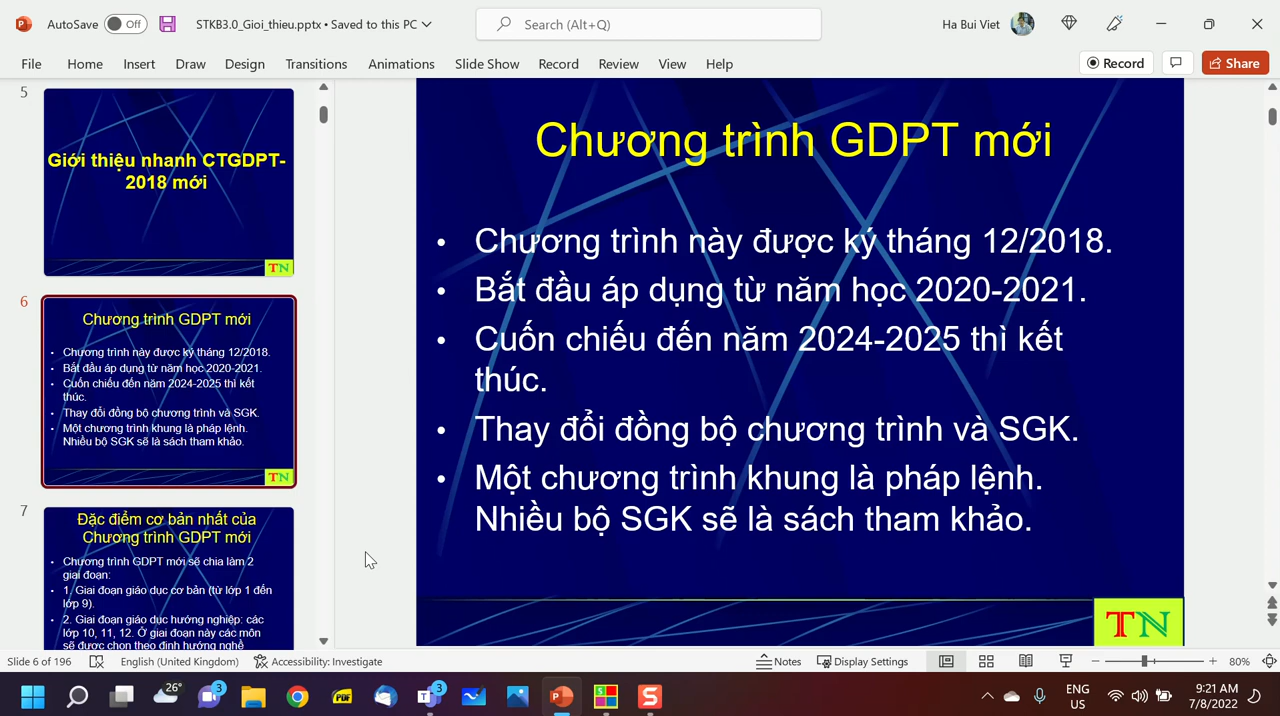 AutoSave Off STKB3.0_Gioi_thieu.pptx • Saved to this PC Search (Alt+Q) Ha Bui Viet
File Home Insert Draw Design Transitions Animations Slide Show Record Review View Help Record Share
5
Giới thiệu nhanh CTGDPT-
2018 mới
TN
6
Chương trình GDPT mới
• Chương trình này được ký tháng 12/2018.
• Bắt đầu áp dụng từ năm học 2020-2021.
• Cuốn chiếu đến năm 2024-2025 thì kết
thúc.
• Thay đổi đồng bộ chương trình và SGK.
• Một chương trình khung là pháp lệnh.
Nhiều bộ SGK sẽ là sách tham khảo.
TN
7
Đặc điểm cơ bản nhất của
Chương trình GDPT mới
• Chương trình GDPT mới sẽ chia làm 2
giai đoạn:
• 1. Giai đoạn giáo dục cơ bản (từ lớp 1 đến
lớp 9).
• 2. Giai đoạn giáo dục hướng nghiệp: các
lớp 10, 11, 12. Ở giai đoạn này các môn
sẽ được chọn theo định hướng nghề
Chương trình GDPT mới
• Chương trình này được ký tháng 12/2018.
• Bắt đầu áp dụng từ năm học 2020-2021.
• Cuốn chiếu đến năm 2024-2025 thì kết
thúc.
• Thay đổi đồng bộ chương trình và SGK.
• Một chương trình khung là pháp lệnh.
Nhiều bộ SGK sẽ là sách tham khảo.
TN
Slide 6 of 196 English (United Kingdom) Accessibility: Investigate Notes Display Settings 80%
26° 3 PDF 3 ENG 9:21 AM
US 7/8/2022